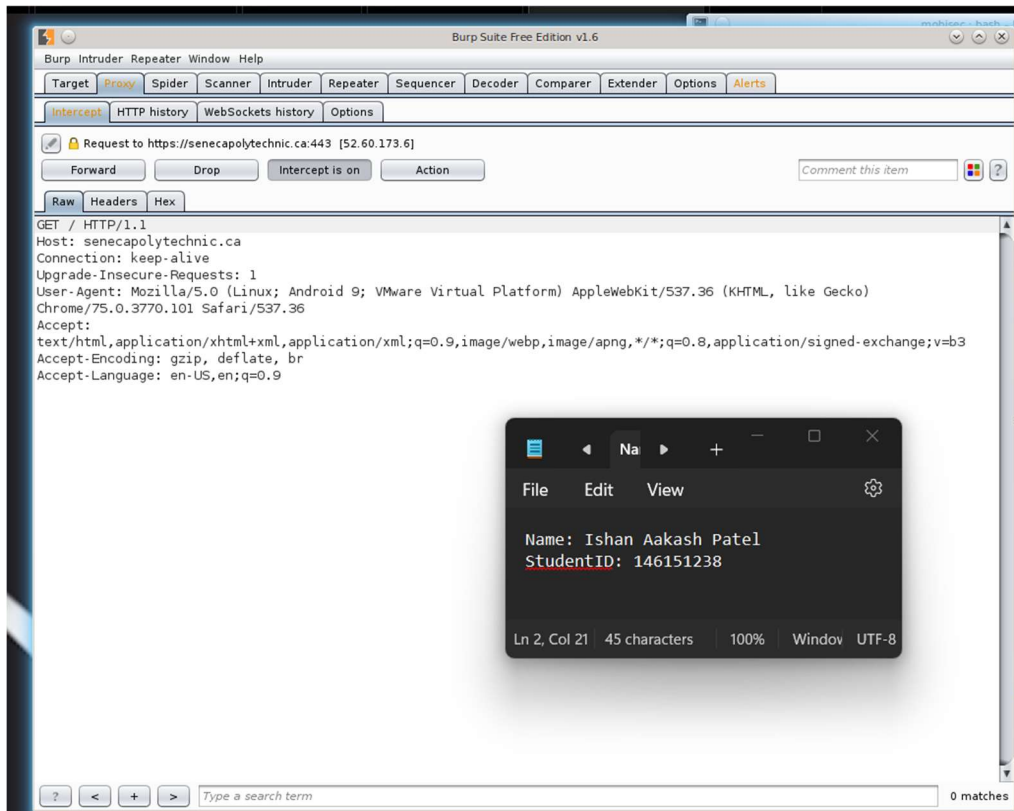 mobisec : bash
Burp Suite Free Edition v1.6
Burp Intruder Repeater Window Help
Target Proxy Spider Scanner Intruder Repeater Sequencer Decoder Comparer Extender Options Alerts
Intercept HTTP history WebSockets history Options
Request to https://senecapolytechnic.ca:443 [52.60.173.6]
Forward Drop Intercept is on Action Comment this item ?
Raw Headers Hex
GET / HTTP/1.1
Host: senecapolytechnic.ca
Connection: keep-alive
Upgrade-Insecure-Requests: 1
User-Agent: Mozilla/5.0 (Linux; Android 9; VMware Virtual Platform) AppleWebKit/537.36 (KHTML, like Gecko)
Chrome/75.0.3770.101 Safari/537.36
Accept:
text/html,application/xhtml+xml,application/xml;q=0.9,image/webp,image/apng,*/*;q=0.8,application/signed-exchange;v=b3
Accept-Encoding: gzip, deflate, br
Accept-Language: en-US,en;q=0.9
Na
File Edit View
Name: Ishan Aakash Patel
StudentID: 146151238
Ln 2, Col 21 45 characters 100% Window UTF-8
? < + > Type a search term 0 matches